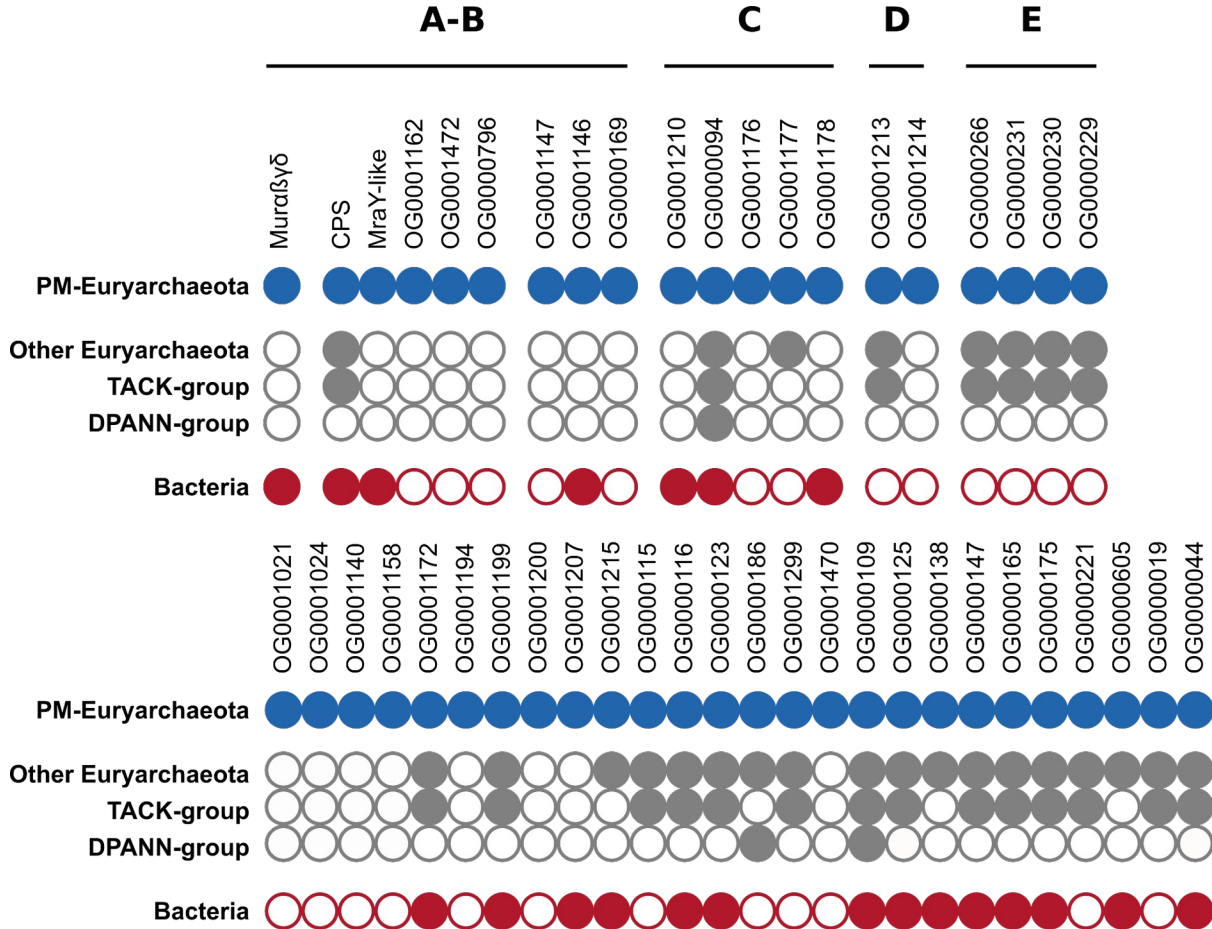 A-B C D E
Murαßγδ CPS MraY-like OG0001162 OG0001472 OG0000796 OG0001147 OG0001146 OG0000169 OG0001210 OG0000094 OG0001176 OG0001177 OG0001178 OG0001213 OG0001214 OG0000266 OG0000231 OG0000230 OG0000229
PM-Euryarchaeota
Other Euryarchaeota
TACK-group
DPANN-group
Bacteria
OG0001021 OG0001024 OG0001140 OG0001158 OG0001172 OG0001194 OG0001199 OG0001200 OG0001207 OG0001215 OG0000115 OG0000116 OG0000123 OG0000186 OG0001299 OG0001470 OG0000109 OG0000125 OG0000138 OG0000147 OG0000165 OG0000175 OG0000221 OG0000605 OG0000019 OG0000044
PM-Euryarchaeota
Other Euryarchaeota
TACK-group
DPANN-group
Bacteria